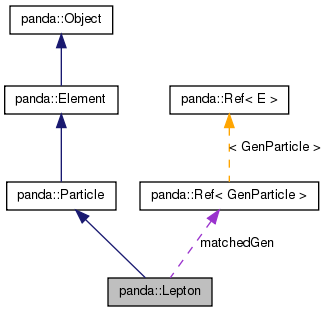 panda::Object
panda::Element
panda::Ref< E >
< GenParticle >
panda::Particle
panda::Ref< GenParticle >
matchedGen
panda::Lepton